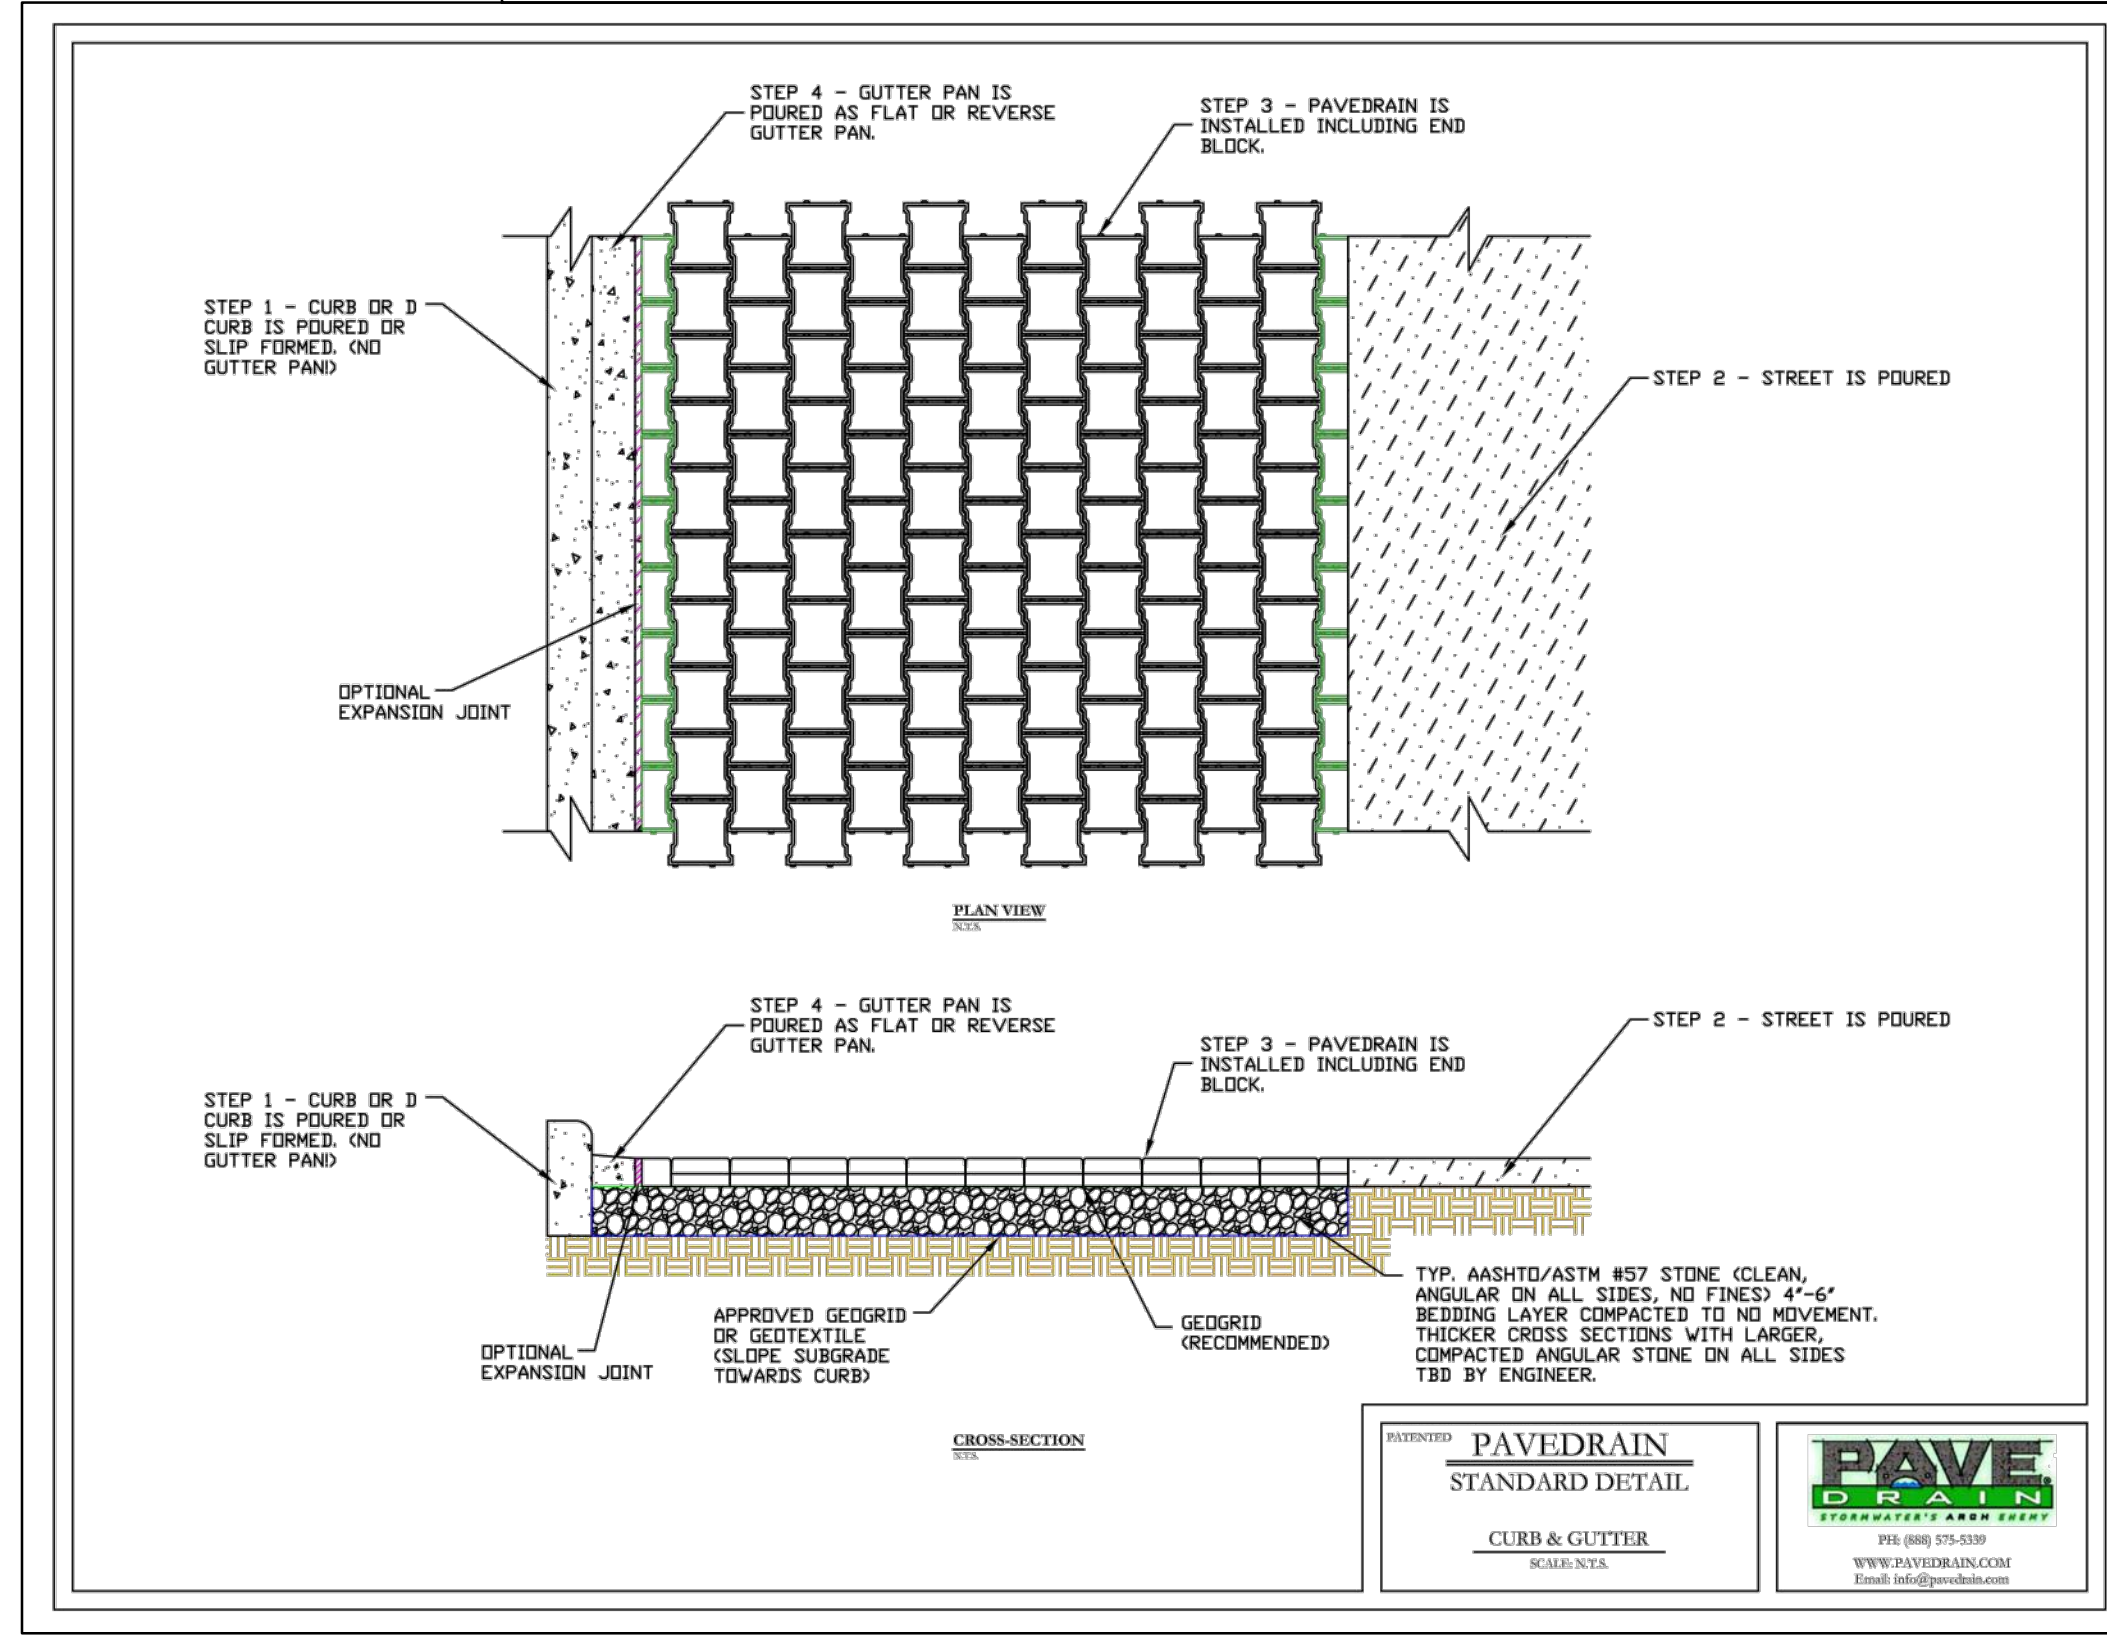 STEP 4 - GUTTER PAN IS
POURED AS FLAT OR REVERSE
GUTTER PAN.
STEP 3 - PAVEDRAIN IS
INSTALLED INCLUDING END
BLOCK.
STEP 1 - CURB OR D
CURB IS POURED OR
SLIP FORMED. (NO
GUTTER PAN!)
STEP 2 - STREET IS POURED
OPTIONAL
EXPANSION JOINT
PLAN VIEW
N.T.S.
STEP 4 - GUTTER PAN IS
POURED AS FLAT OR REVERSE
GUTTER PAN.
STEP 3 - PAVEDRAIN IS
INSTALLED INCLUDING END
BLOCK.
STEP 2 - STREET IS POURED
STEP 1 - CURB OR D
CURB IS POURED OR
SLIP FORMED. (NO
GUTTER PAN!)
OPTIONAL
EXPANSION JOINT
APPROVED GEOGRID
OR GEOTEXTILE
(SLOPE SUBGRADE
TOWARDS CURB)
GEOGRID
(RECOMMENDED)
TYP. AASHTO/ASTM #57 STONE (CLEAN,
ANGULAR ON ALL SIDES, NO FINES) 4"-6"
BEDDING LAYER COMPACTED TO NO MOVEMENT.
THICKER CROSS SECTIONS WITH LARGER,
COMPACTED ANGULAR STONE ON ALL SIDES
TBD BY ENGINEER.
CROSS-SECTION
N.T.S.
PATENTED PAVEDRAIN
STANDARD DETAIL
CURB & GUTTER
SCALE: N.T.S.
PAVE
DRAIN
STORMWATER'S ARCH ENEMY
PH: (888) 575-5339
WWW.PAVEDRAIN.COM
Email: info@pavedrain.com